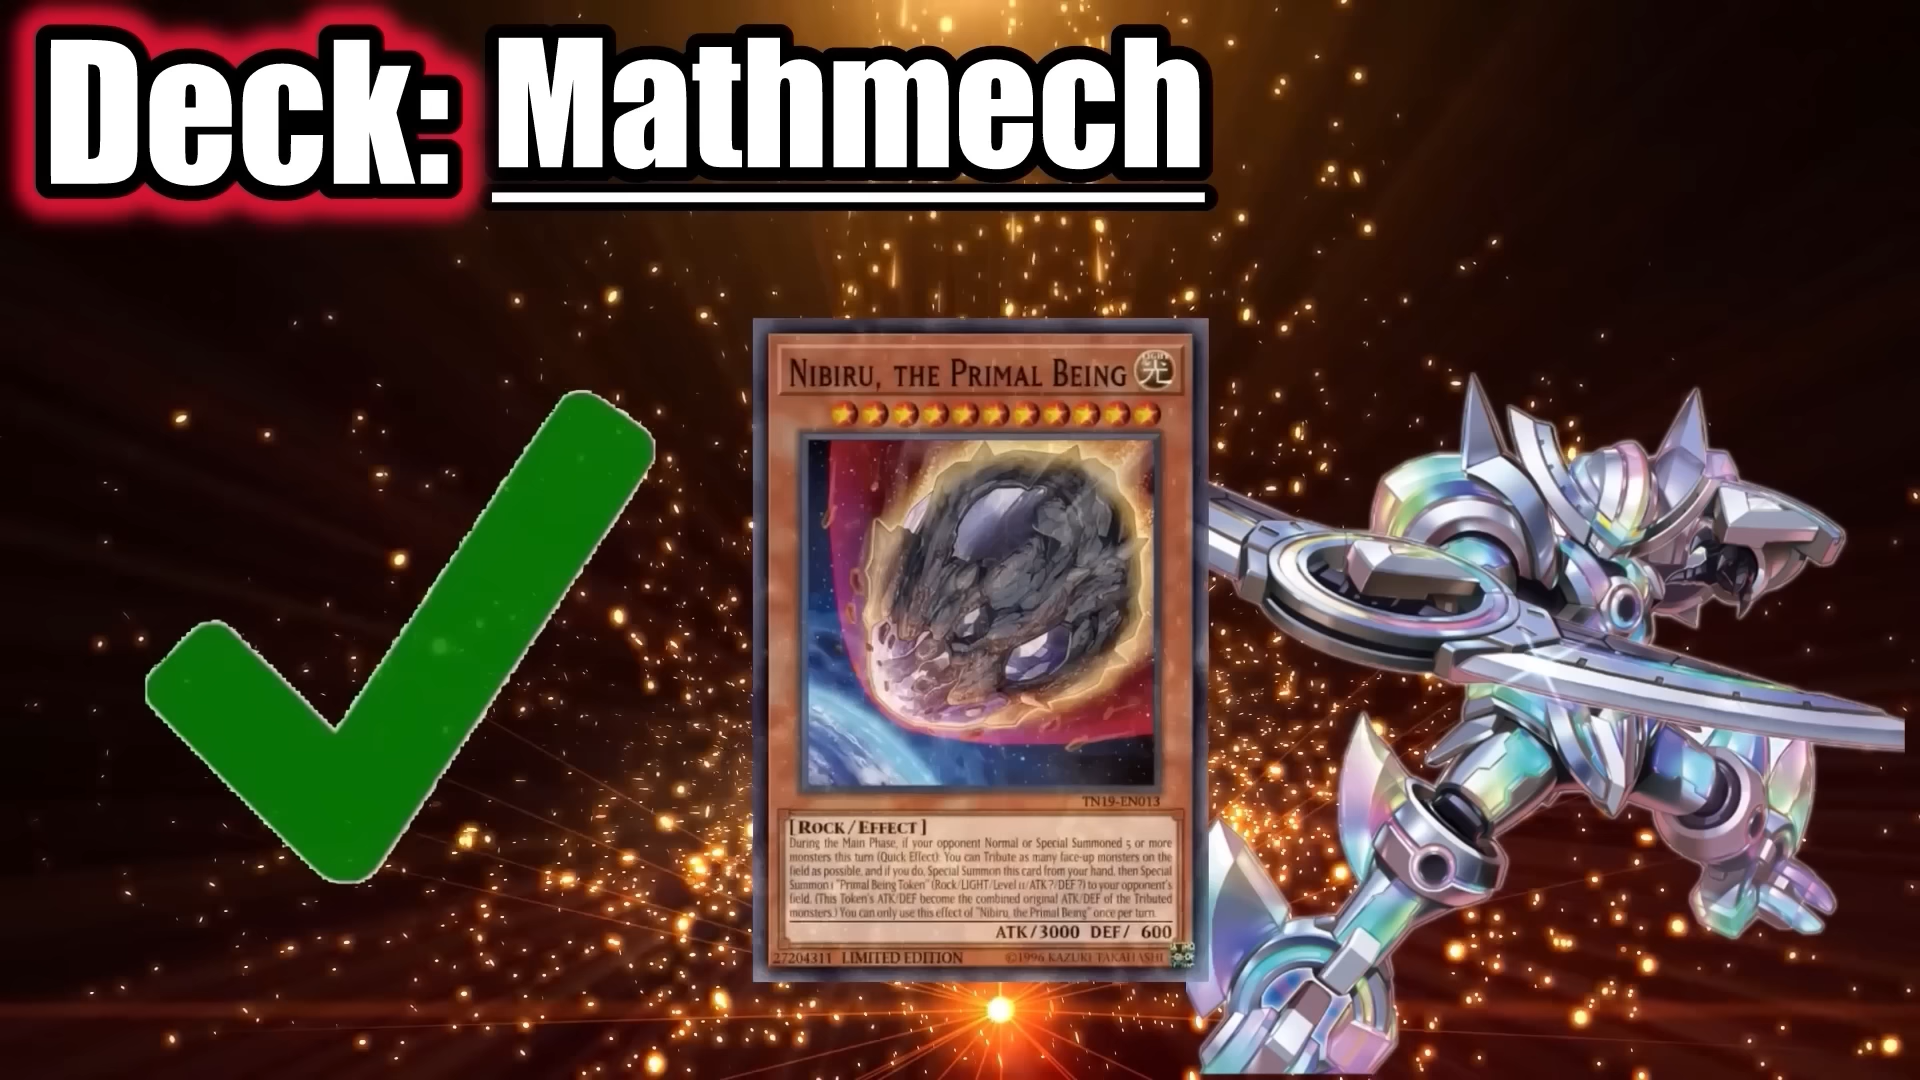 Deck: Mathmech
NIBIRU, THE PRIMAL BEING
LIGHT
光
TN19-EN013
[ROCK/EFFECT]
During the Main Phase, if your opponent Normal or Special Summoned 5 or more
monsters this turn (Quick Effect): You can Tribute as many face-up monsters on the
field as possible, and if you do, Special Summon this card from your hand, then Special
Summon 1 "Primal Being Token" (Rock/LIGHT/Level 11/ATK ?/DEF ?) to your opponent's
field. (This Token's ATK/DEF become the combined original ATK/DEF of the Tributed
monsters.) You can only use this effect of "Nibiru, the Primal Being" once per turn.
ATK/3000 DEF/ 600
27204311 LIMITED EDITION ©1996 KAZUKI TAKAHASHI